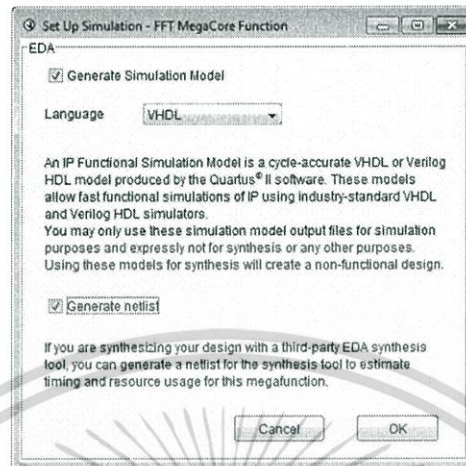 Set Up Simulation - FFT MegaCore Function
EDA
Generate Simulation Model
Language VHDL
An IP Functional Simulation Model is a cycle-accurate VHDL or Verilog
HDL model produced by the Quartus® II software. These models
allow fast functional simulations of IP using industry-standard VHDL
and Verilog HDL simulators.
You may only use these simulation model output files for simulation
purposes and expressly not for synthesis or any other purposes.
Using these models for synthesis will create a non-functional design.
Generate netlist
If you are synthesizing your design with a third-party EDA synthesis
tool, you can generate a netlist for the synthesis tool to estimate
timing and resource usage for this megafunction.
Cancel OK